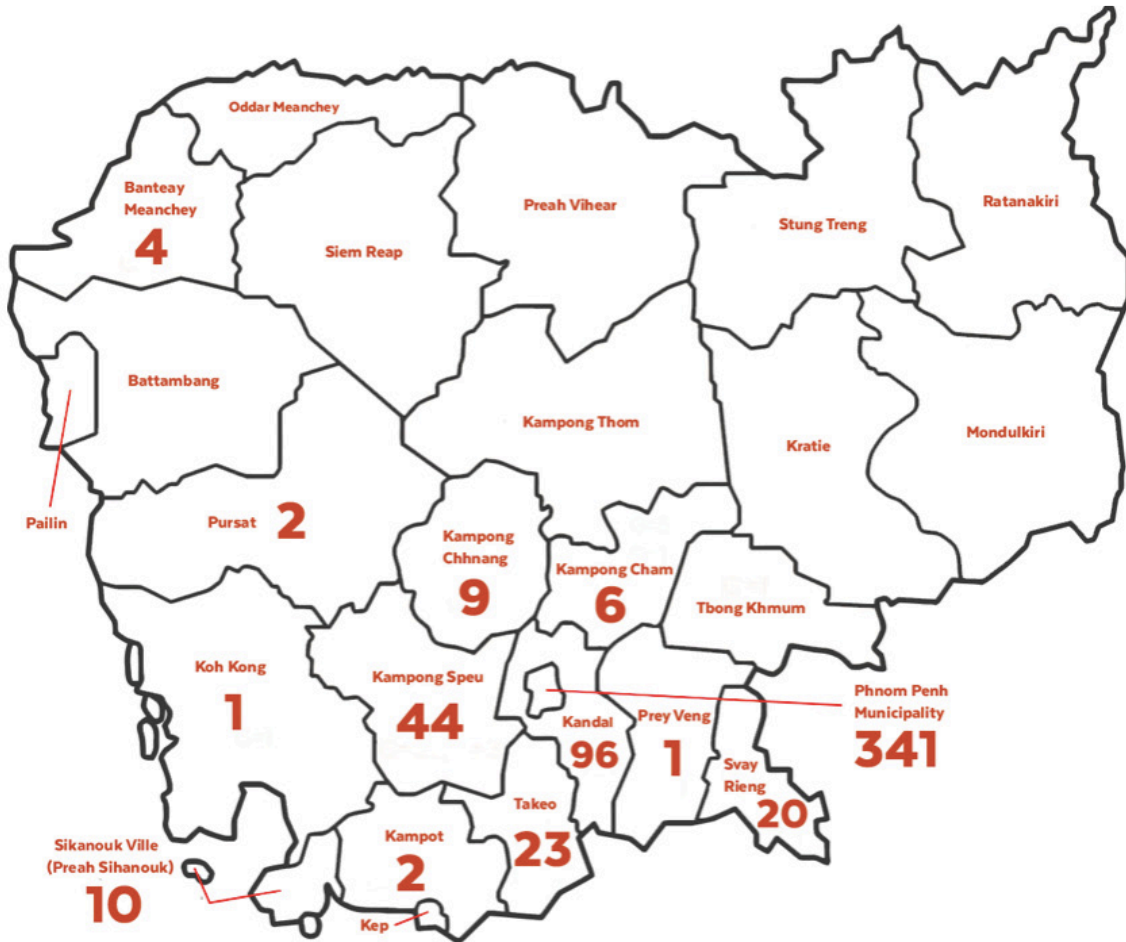 Oddar Meanchey
Banteay
Meanchey
4
Siem Reap
Preah Vihear
Stung Treng
Ratanakiri
Battambang
Pailin
Pursat
2
Kampong Thom
Kratie
Mondulkiri
Kampong
Chhnang
9
Kampong Cham
6
Tbong Khmum
Koh Kong
1
Kampong Speu
44
Kandal
96
Prey Veng
1
Phnom Penh
Municipality
341
Svay
Rieng
20
Takeo
23
Kampot
2
Kep
Sikanouk Ville
(Preah Sihanouk)
10